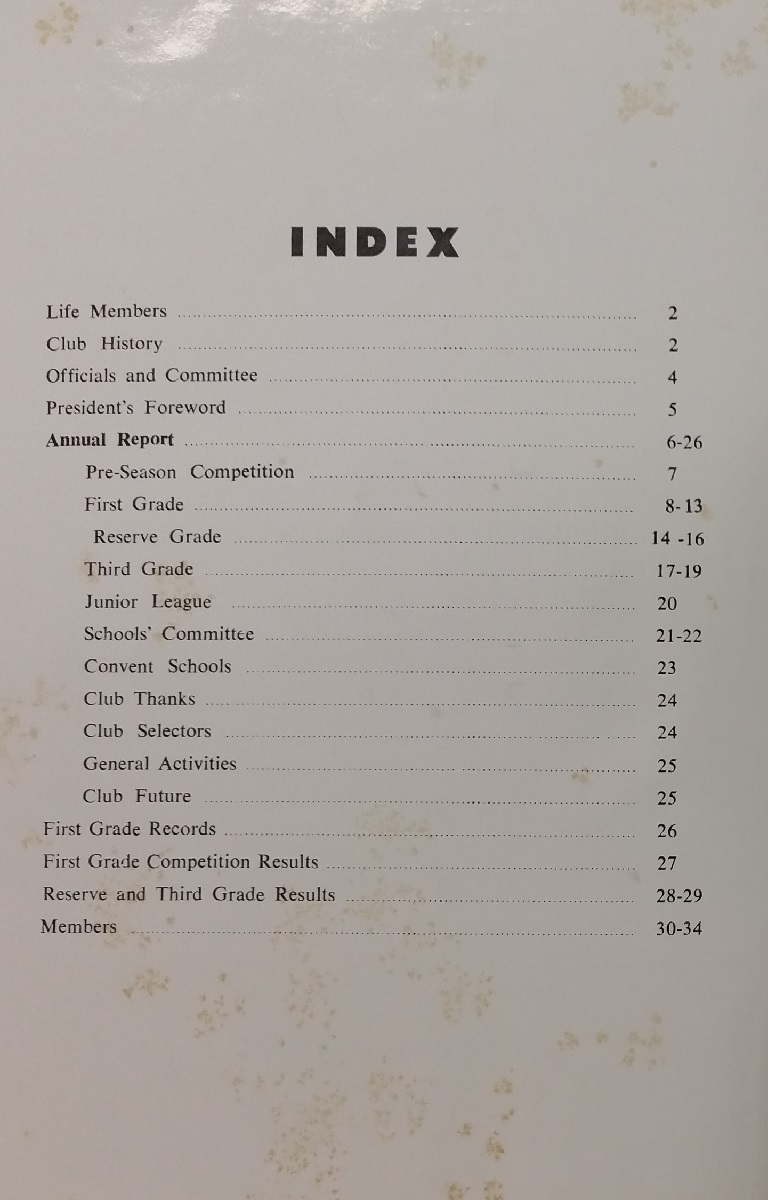 INDEX
Life Members ........ 2
Club History ........ 2
Officials and Committee ........ 4
President's Foreword ........ 5
Annual Report ........ 6-26
Pre-Season Competition ........ 7
First Grade ........ 8-13
Reserve Grade ........ 14 -16
Third Grade ........ 17-19
Junior League ........ 20
Schools' Committee ........ 21-22
Convent Schools ........ 23
Club Thanks ........ 24
Club Selectors ........ 24
General Activities ........ 25
Club Future ........ 25
First Grade Records ........ 26
First Grade Competition Results ........ 27
Reserve and Third Grade Results ........ 28-29
Members ........ 30-34